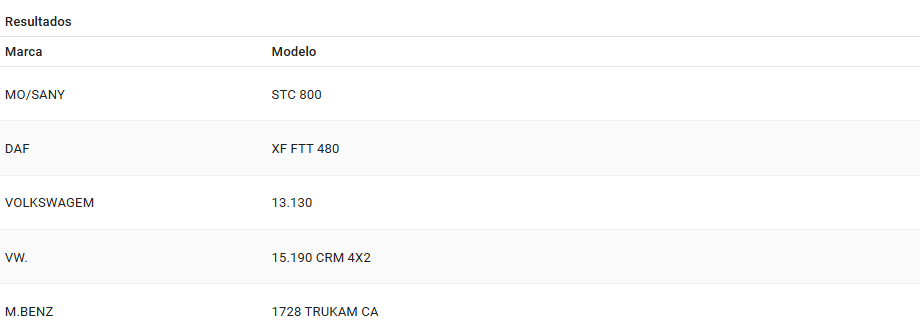 Resultados
Marca Modelo
MO/SANY STC 800
DAF XF FTT 480
VOLKSWAGEM 13.130
VW. 15.190 CRM 4X2
M.BENZ 1728 TRUKAM CA